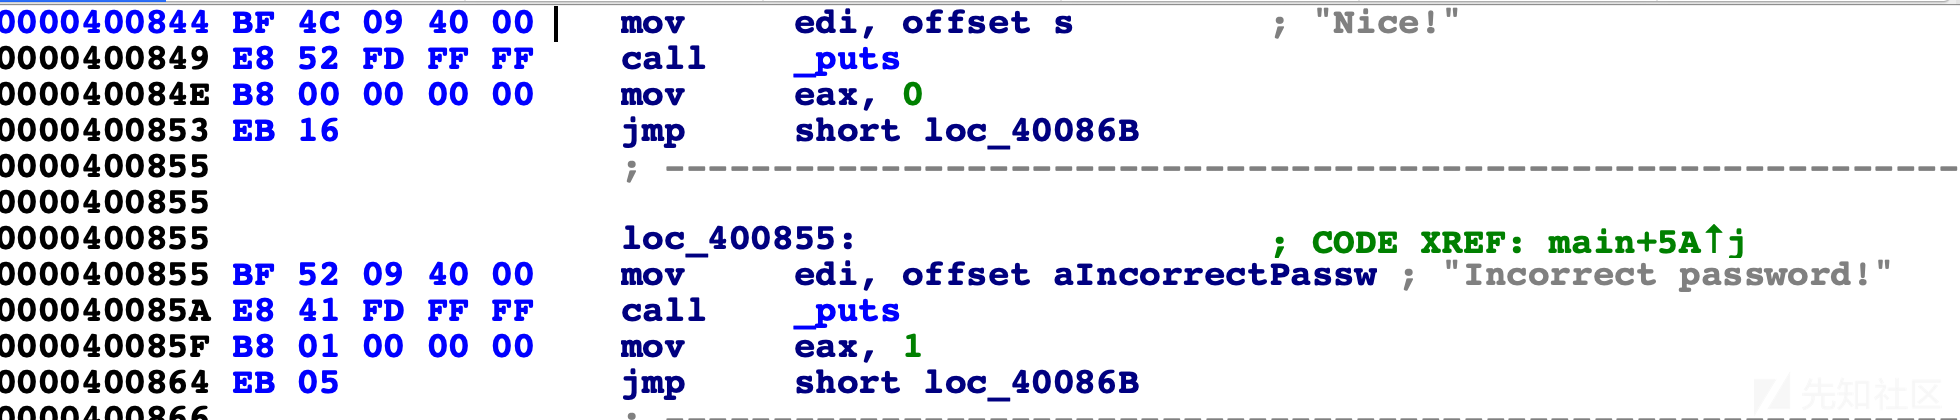 0000400844 BF 4C 09 40 00 mov edi, offset s ; "Nice!"
0000400849 E8 52 FD FF FF call _puts
000040084E B8 00 00 00 00 mov eax, 0
0000400853 EB 16 jmp short loc_40086B
0000400855 ; ---------------------------------------------------------------------------
0000400855
0000400855 loc_400855: ; CODE XREF: main+5A↑j
0000400855 BF 52 09 40 00 mov edi, offset aIncorrectPassw ; "Incorrect password!"
000040085A E8 41 FD FF FF call _puts
000040085F B8 01 00 00 00 mov eax, 1
0000400864 EB 05 jmp short loc_40086B
0000400866 ; ---------------------------------------------------------------------------
先知社区